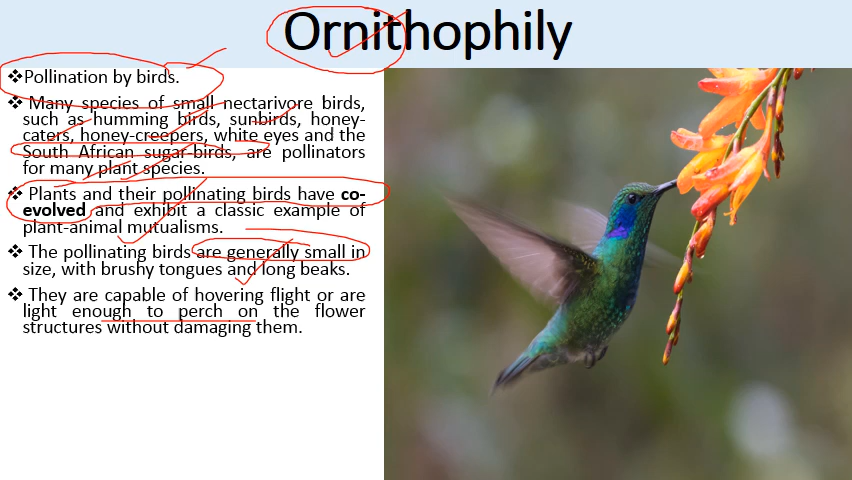 Ornithophily
❖Pollination by birds.
❖ Many species of small nectarivore birds,
such as humming birds, sunbirds, honey-
caters, honey-creepers, white eyes and the
South African sugar-birds, are pollinators
for many plant species.
❖ Plants and their pollinating birds have co-
evolved and exhibit a classic example of
plant-animal mutualisms.
❖ The pollinating birds are generally small in
size, with brushy tongues and long beaks.
❖ They are capable of hovering flight or are
light enough to perch on the flower
structures without damaging them.